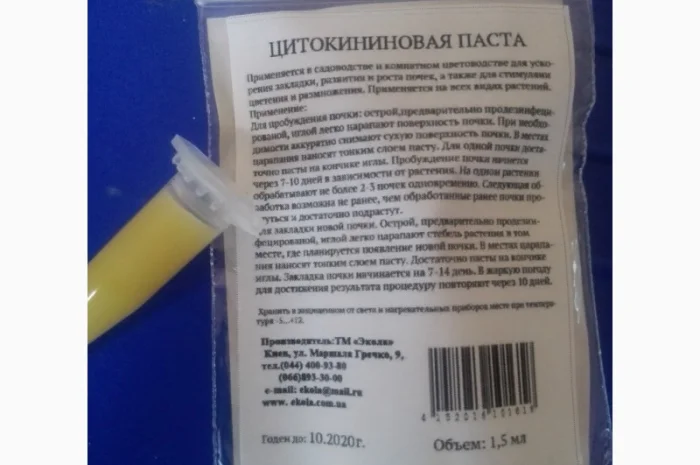 ЦИТОКИНИНОВАЯ ПАСТА
Применяется в садоводстве и комнатном цветоводстве для уско-
рения закладки, развития и роста почек, а также для стимуляции
цветения и размножения. Применяется на всех видах растений.
Применение:
Для пробуждения почки: острой, предварительно продезинфеци-
рованой, иглой легко царапают поверхность почки. При необхо-
димости аккуратно снимают сухую поверхность почки. В местах
царапания наносят тонким слоем пасту. Для одной почки доста-
точно пасты на кончике иглы. Пробуждение почки начнется
через 7-10 дней в зависимости от растения. На одном растении
обрабатывают не более 2-3 почек одновременно. Следующая об-
работка возможна не ранее, чем обработанные ранее почки про-
нуться и достаточно подрастут.
Для закладки новой почки. Острой, предварительно продезин-
фецированой, иглой легко царапают стебель растения в том
месте, где планируется появление новой почки. В местах царапа-
ния наносят тонким слоем пасту. Достаточно пасты на кончике
иглы. Закладка почки начинается на 7-14 день. В жаркую погоду
для достижения результата процедуру повторяют через 10 дней.
Хранить в защищенном от света и нагревательных приборов месте при темпера-
туре
Производитель:ТМ «Эколя»
Киев, ул. Маршала Гречко, 9,
тел.(044) 400-93-80
(066)893-30-00
e-mail: ekola@mail.ru
www. ekola.com.ua
Годен до: 10.2020г.
Объем: 1,5 мл